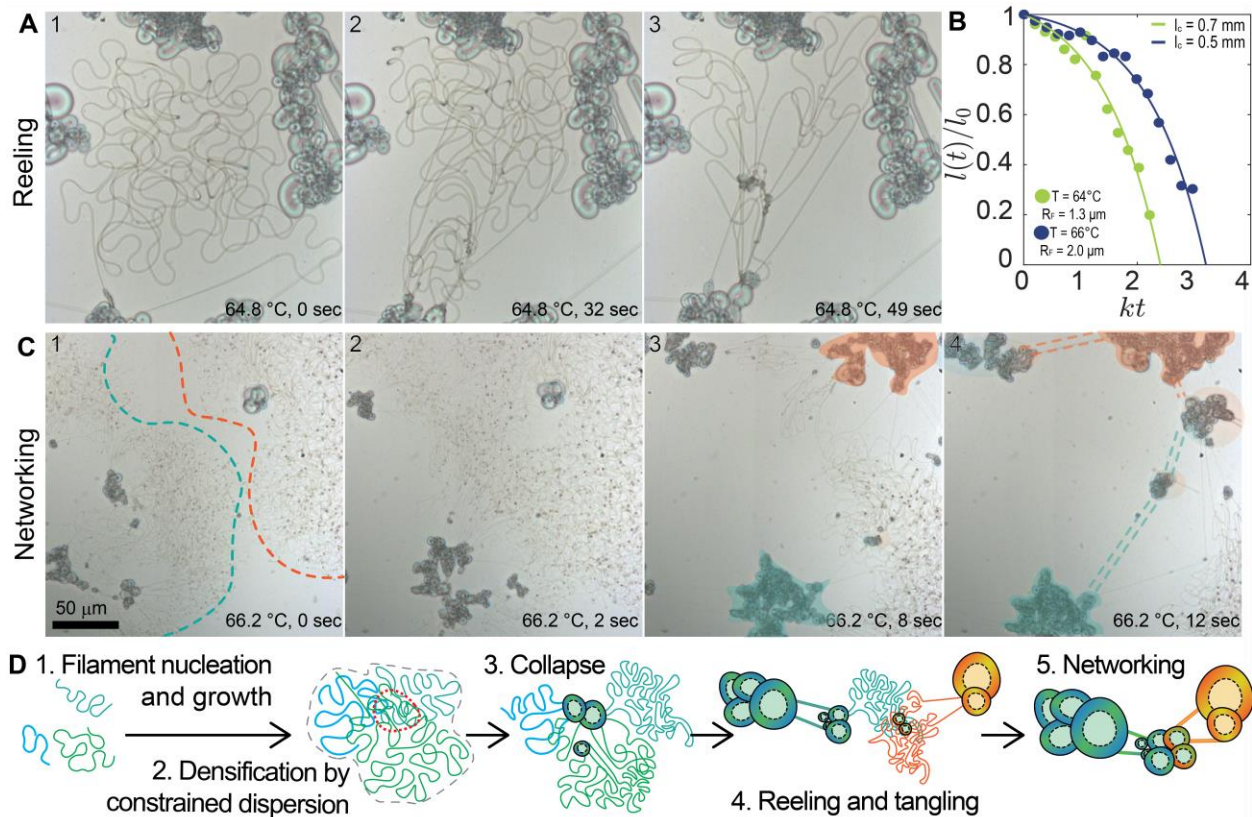 A
Reeling
1
64.8 °C, 0 sec
2
64.8 °C, 32 sec
3
64.8 °C, 49 sec
B
l(t)/l₀
1
0.8
0.6
0.4
0.2
0
l_c = 0.7 mm
l_c = 0.5 mm
T = 64°C
R_F = 1.3 µm
T = 66°C
R_F = 2.0 µm
0 1 2 3 4
kt
C
Networking
1
50 µm
66.2 °C, 0 sec
2
66.2 °C, 2 sec
3
66.2 °C, 8 sec
4
66.2 °C, 12 sec
D
1. Filament nucleation
and growth
2. Densification by
constrained dispersion
3. Collapse
4. Reeling and tangling
5. Networking